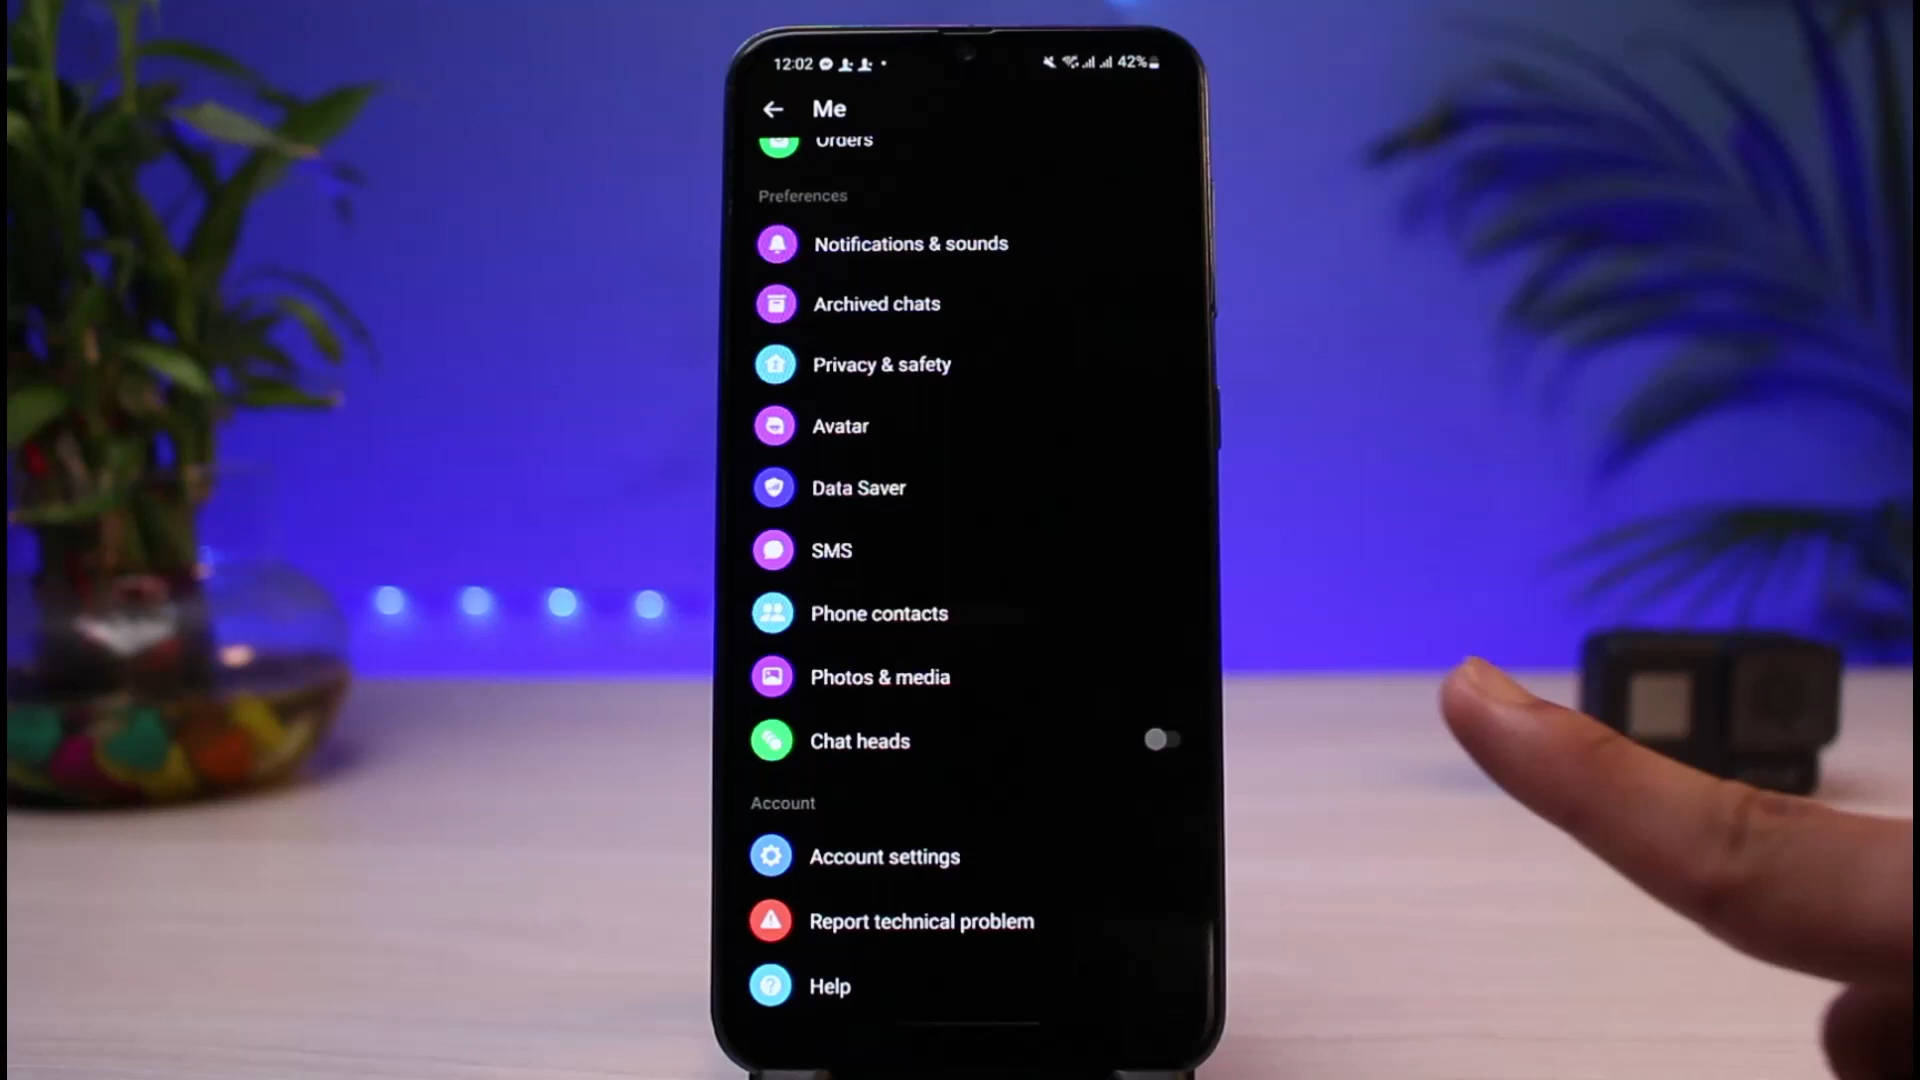 12:02 42%
Me
Orders
Preferences
Notifications & sounds
Archived chats
Privacy & safety
Avatar
Data Saver
SMS
Phone contacts
Photos & media
Chat heads
Account
Account settings
Report technical problem
Help